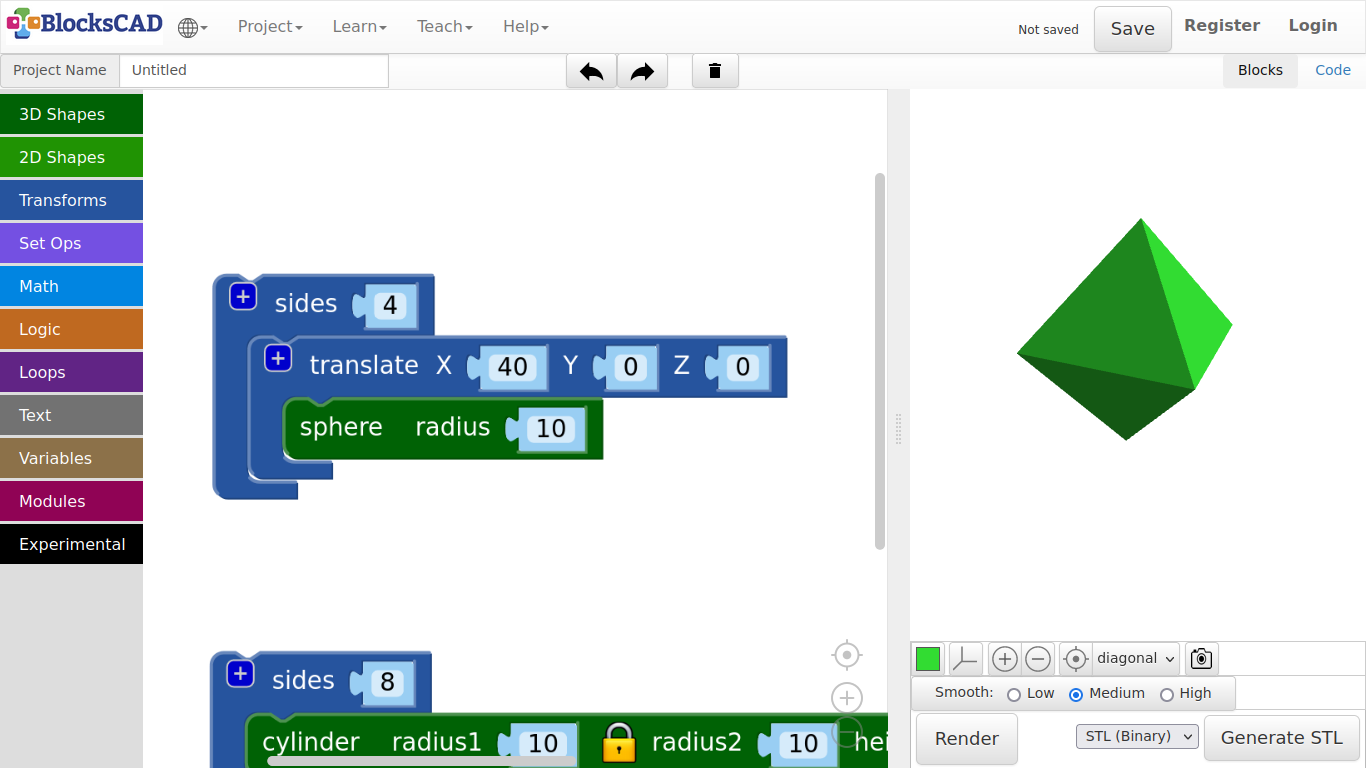 BlocksCAD Project Learn Teach Help Not saved Save Register Login
Project Name Untitled Blocks Code
3D Shapes
2D Shapes
Transforms
Set Ops
Math
Logic
Loops
Text
Variables
Modules
Experimental
sides 4
translate X 40 Y 0 Z 0
sphere radius 10
sides 8
cylinder radius1 10 radius2 10 hei
diagonal
Smooth: Low Medium High
Render STL (Binary) Generate STL